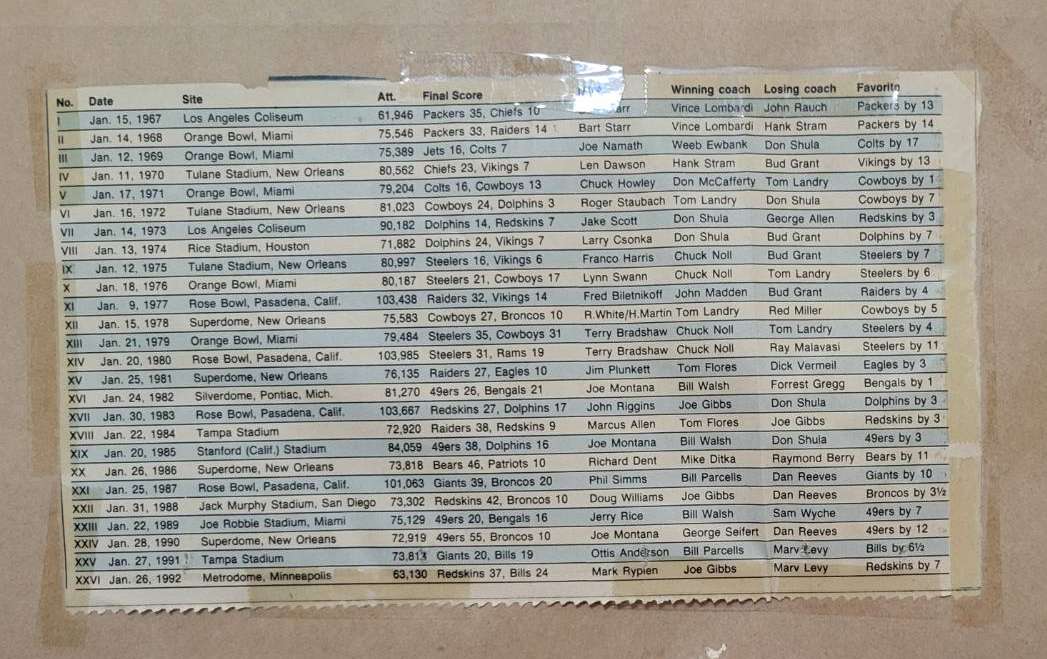 No. Date Site Att. Final Score MVP Winning coach Losing coach Favorite
I Jan. 15, 1967 Los Angeles Coliseum 61,946 Packers 35, Chiefs 10 Starr Vince Lombardi John Rauch Packers by 13
II Jan. 14, 1968 Orange Bowl, Miami 75,546 Packers 33, Raiders 14 Bart Starr Vince Lombardi Hank Stram Packers by 14
III Jan. 12, 1969 Orange Bowl, Miami 75,389 Jets 16, Colts 7 Joe Namath Weeb Ewbank Don Shula Colts by 17
IV Jan. 11, 1970 Tulane Stadium, New Orleans 80,562 Chiefs 23, Vikings 7 Len Dawson Hank Stram Bud Grant Vikings by 13
V Jan. 17, 1971 Orange Bowl, Miami 79,204 Colts 16, Cowboys 13 Chuck Howley Don McCafferty Tom Landry Cowboys by 1
VI Jan. 16, 1972 Tulane Stadium, New Orleans 81,023 Cowboys 24, Dolphins 3 Roger Staubach Tom Landry Don Shula Cowboys by 7
VII Jan. 14, 1973 Los Angeles Coliseum 90,182 Dolphins 14, Redskins 7 Jake Scott Don Shula George Allen Redskins by 3
VIII Jan. 13, 1974 Rice Stadium, Houston 71,882 Dolphins 24, Vikings 7 Larry Csonka Don Shula Bud Grant Dolphins by 7
IX Jan. 12, 1975 Tulane Stadium, New Orleans 80,997 Steelers 16, Vikings 6 Franco Harris Chuck Noll Bud Grant Steelers by 7
X Jan. 18, 1976 Orange Bowl, Miami 80,187 Steelers 21, Cowboys 17 Lynn Swann Chuck Noll Tom Landry Steelers by 6
XI Jan. 9, 1977 Rose Bowl, Pasadena, Calif. 103,438 Raiders 32, Vikings 14 Fred Biletnikoff John Madden Bud Grant Raiders by 4
XII Jan. 15, 1978 Superdome, New Orleans 75,583 Cowboys 27, Broncos 10 R.White/H.Martin Tom Landry Red Miller Cowboys by 5
XIII Jan. 21, 1979 Orange Bowl, Miami 79,484 Steelers 35, Cowboys 31 Terry Bradshaw Chuck Noll Tom Landry Steelers by 4
XIV Jan. 20, 1980 Rose Bowl, Pasadena, Calif. 103,985 Steelers 31, Rams 19 Terry Bradshaw Chuck Noll Ray Malavasi Steelers by 11
XV Jan. 25, 1981 Superdome, New Orleans 76,135 Raiders 27, Eagles 10 Jim Plunkett Tom Flores Dick Vermeil Eagles by 3
XVI Jan. 24, 1982 Silverdome, Pontiac, Mich. 81,270 49ers 26, Bengals 21 Joe Montana Bill Walsh Forrest Gregg Bengals by 1
XVII Jan. 30, 1983 Rose Bowl, Pasadena, Calif. 103,667 Redskins 27, Dolphins 17 John Riggins Joe Gibbs Don Shula Dolphins by 3
XVIII Jan. 22, 1984 Tampa Stadium 72,920 Raiders 38, Redskins 9 Marcus Allen Tom Flores Joe Gibbs Redskins by 3
XIX Jan. 20, 1985 Stanford (Calif.) Stadium 84,059 49ers 38, Dolphins 16 Joe Montana Bill Walsh Don Shula 49ers by 3
XX Jan. 26, 1986 Superdome, New Orleans 73,818 Bears 46, Patriots 10 Richard Dent Mike Ditka Raymond Berry Bears by 11
XXI Jan. 25, 1987 Rose Bowl, Pasadena, Calif. 101,063 Giants 39, Broncos 20 Phil Simms Bill Parcells Dan Reeves Giants by 10
XXII Jan. 31, 1988 Jack Murphy Stadium, San Diego 73,302 Redskins 42, Broncos 10 Doug Williams Joe Gibbs Dan Reeves Broncos by 3½
XXIII Jan. 22, 1989 Joe Robbie Stadium, Miami 75,129 49ers 20, Bengals 16 Jerry Rice Bill Walsh Sam Wyche 49ers by 7
XXIV Jan. 28, 1990 Superdome, New Orleans 72,919 49ers 55, Broncos 10 Joe Montana George Seifert Dan Reeves 49ers by 12
XXV Jan. 27, 1991 Tampa Stadium 73,813 Giants 20, Bills 19 Ottis Anderson Bill Parcells Marv Levy Bills by 6½
XXVI Jan. 26, 1992 Metrodome, Minneapolis 63,130 Redskins 37, Bills 24 Mark Rypien Joe Gibbs Marv Levy Redskins by 7